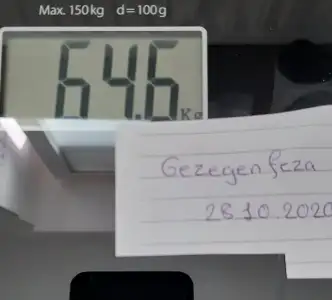 Max. 150kg d=100g
64.6 Kg
Gezegen feza
28.10.2020